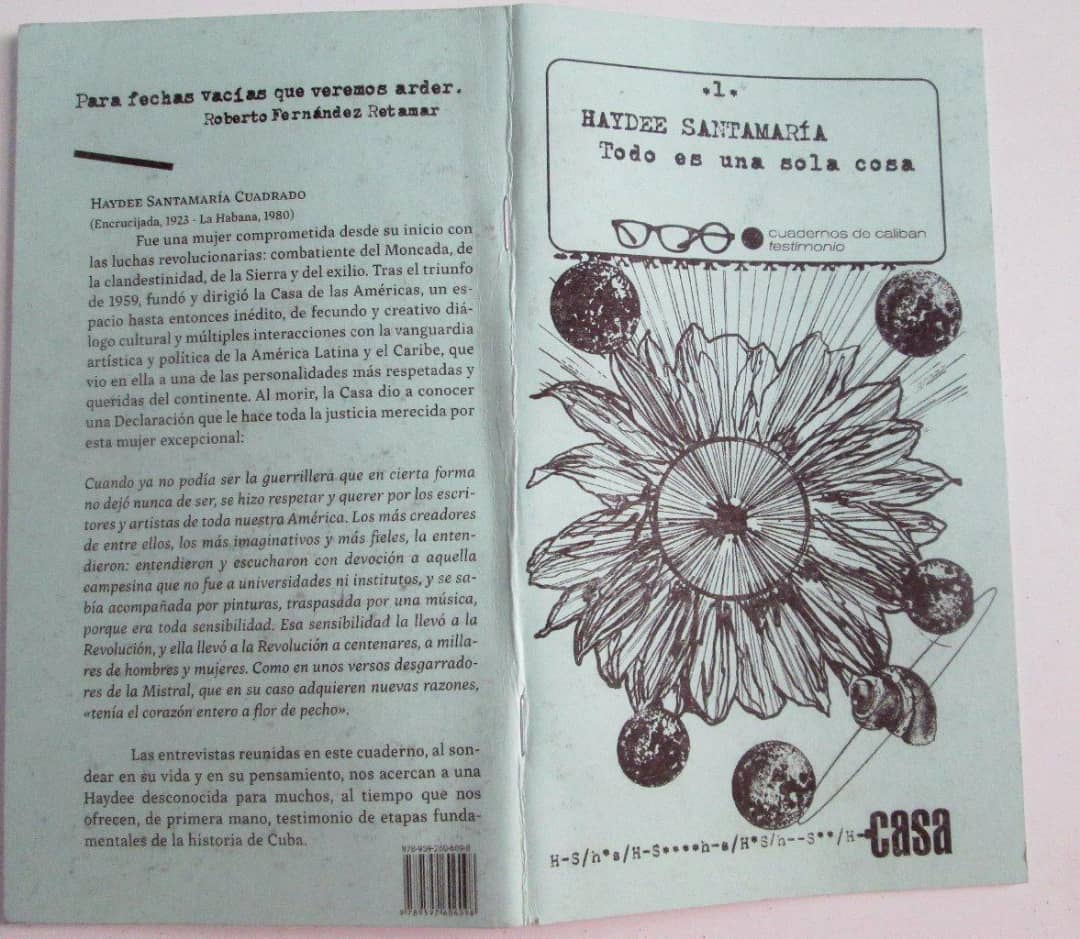 Para fechas vacías que veremos arder.
Roberto Fernández Retamar
HAYDEE SANTAMARÍA CUADRADO
(Encrucijada, 1923 - La Habana, 1980)
Fue una mujer comprometida desde su inicio con
las luchas revolucionarias: combatiente del Moncada, de
la clandestinidad, de la Sierra y del exilio. Tras el triunfo
de 1959, fundó y dirigió la Casa de las Américas, un es-
pacio hasta entonces inédito, de fecundo y creativo diá-
logo cultural y múltiples interacciones con la vanguardia
artística y política de la América Latina y el Caribe, que
vio en ella a una de las personalidades más respetadas y
queridas del continente. Al morir, la Casa dio a conocer
una Declaración que le hace toda la justicia merecida por
esta mujer excepcional:
Cuando ya no podía ser la guerrillera que en cierta forma
no dejó nunca de ser, se hizo respetar y querer por los escri-
tores y artistas de toda nuestra América. Los más creadores
de entre ellos, los más imaginativos y más fieles, la enten-
dieron: entendieron y escucharon con devoción a aquella
campesina que no fue a universidades ni institutos, y se sa-
bía acompañada por pinturas, traspasada por una música,
porque era toda sensibilidad. Esa sensibilidad la llevó a la
Revolución, y ella llevó a la Revolución a centenares, a milla-
res de hombres y mujeres. Como en unos versos desgarrado-
res de la Mistral, que en su caso adquieren nuevas razones,
«tenía el corazón entero a flor de pecho».
Las entrevistas reunidas en este cuaderno, al son-
dear en su vida y en su pensamiento, nos acercan a una
Haydee desconocida para muchos, al tiempo que nos
ofrecen, de primera mano, testimonio de etapas funda-
mentales de la historia de Cuba.
.1.
HAYDEE SANTAMARÍA
Todo es una sola cosa
cuadernos de caliban
testimonio
H-S/h*s/H-S****h-s/H*S/h--S**/H-
casa